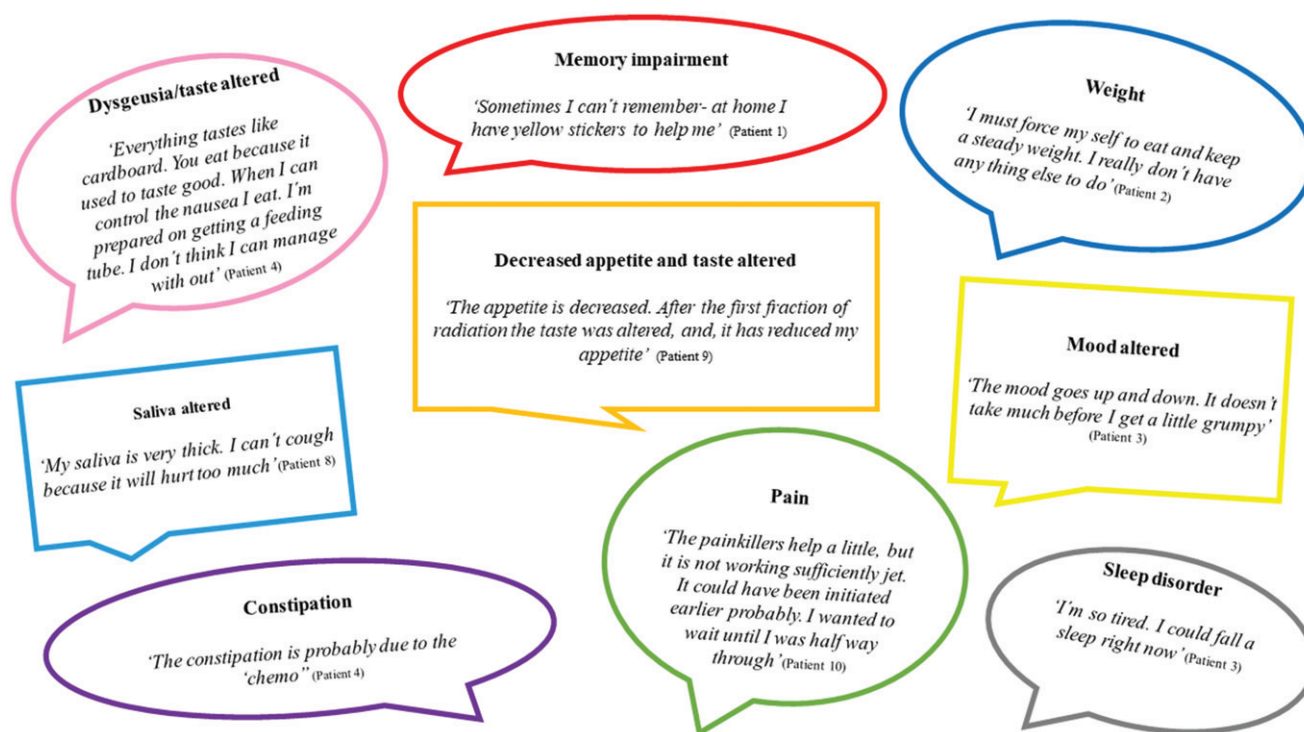 Dysgeusia/taste altered
‘Everything tastes like
cardboard. You eat because it
used to taste good. When I can
control the nausea I eat. I´m
prepared on getting a feeding
tube. I don´t think I can manage
with out’ (Patient 4)
Memory impairment
‘Sometimes I can´t remember- at home I
have yellow stickers to help me’ (Patient 1)
Weight
‘I must force my self to eat and keep
a steady weight. I really don´t have
any thing else to do’ (Patient 2)
Decreased appetite and taste altered
‘The appetite is decreased. After the first fraction of
radiation the taste was altered, and, it has reduced my
appetite’ (Patient 9)
Mood altered
‘The mood goes up and down. It doesn´t
take much before I get a little grumpy’
(Patient 3)
Saliva altered
‘My saliva is very thick. I can´t cough
because it will hurt too much’ (Patient 8)
Pain
‘The painkillers help a little, but
it is not working sufficiently jet.
It could have been initiated
earlier probably. I wanted to
wait until I was half way
through’ (Patient 10)
Constipation
‘The constipation is probably due to the
‘chemo’’ (Patient 4)
Sleep disorder
‘I'm so tired. I could fall a
sleep right now’ (Patient 3)